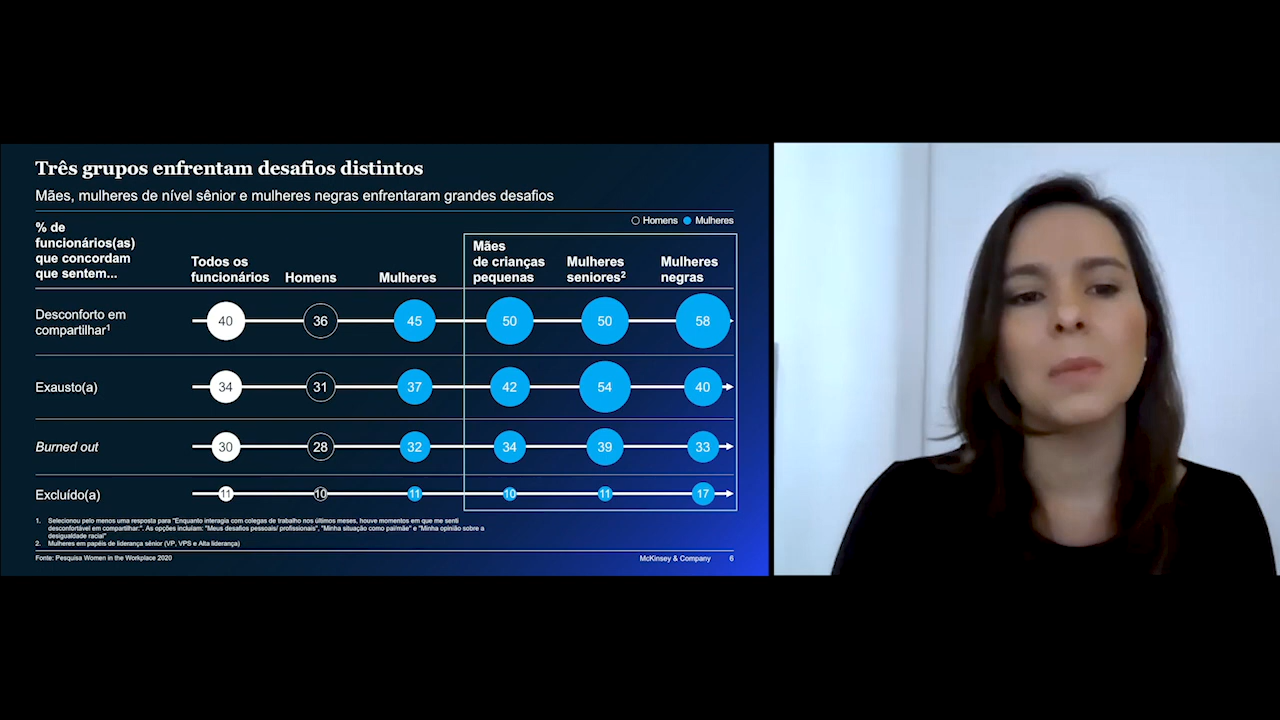 Três grupos enfrentam desafios distintos
Mães, mulheres de nível sênior e mulheres negras enfrentaram grandes desafios
Homens Mulheres
% de
funcionários(as)
que concordam
que sentem...
Todos os
funcionários
Homens
Mulheres
Mães
de crianças
pequenas
Mulheres
seniores²
Mulheres
negras
Desconforto em
compartilhar¹
40 36 45 50 50 58
Exausto(a)
34 31 37 42 54 40
Burned out
30 28 32 34 39 33
Excluído(a)
11 10 11 10 11 17
1. Selecionou pelo menos uma resposta para "Enquanto interagia com colegas de trabalho nos últimos meses, houve momentos em que me senti
desconfortável em compartilhar:". As opções incluíam: "Meus desafios pessoais/ profissionais", "Minha situação como pai/mãe" e "Minha opinião sobre a
desigualdade racial"
2. Mulheres em papéis de liderança sênior (VP, VPS e Alta liderança)
Fonte: Pesquisa Women in the Workplace 2020
McKinsey & Company 6